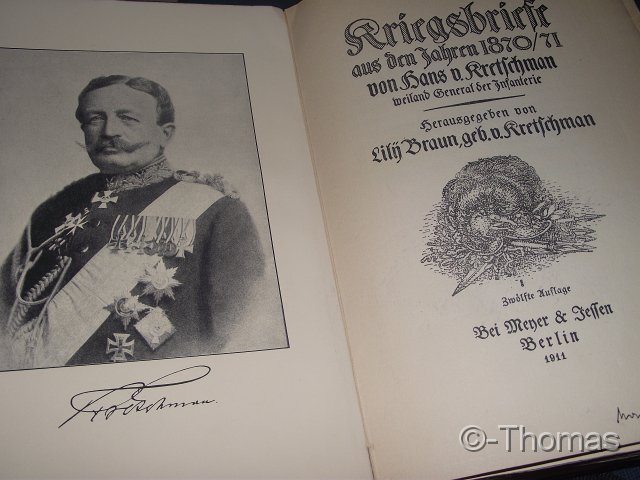 Kriegsbriefe
aus den Jahren 1870/71
von Hans v. Kretschman
weiland General der Infanterie
Herausgegeben von
Lily Braun, geb. v. Kretschman
Zwölfte Auflage
Bei Meyer & Jessen
Berlin
1911
Kretschman.
©-Thomas